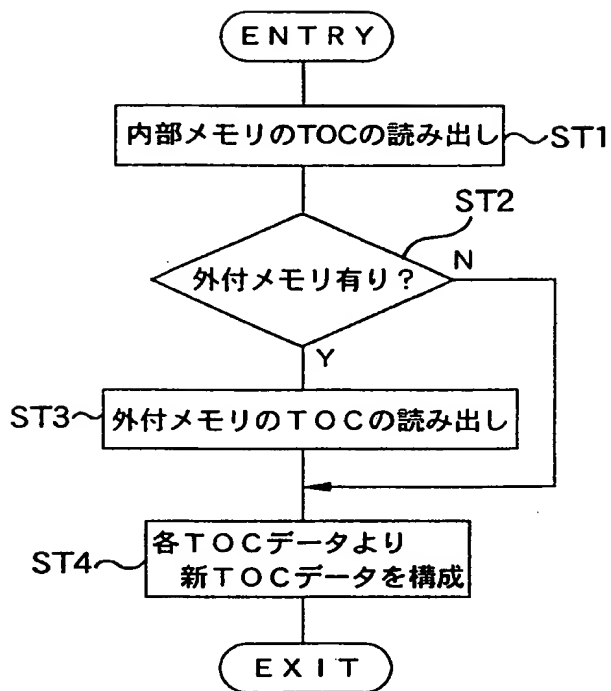 ENTRY
内部メモリのTOCの読み出し
ST1
ST2
外付メモリ有り?
N
Y
ST3
外付メモリのTOCの読み出し
ST4
各TOCデータより
新TOCデータを構成
EXIT